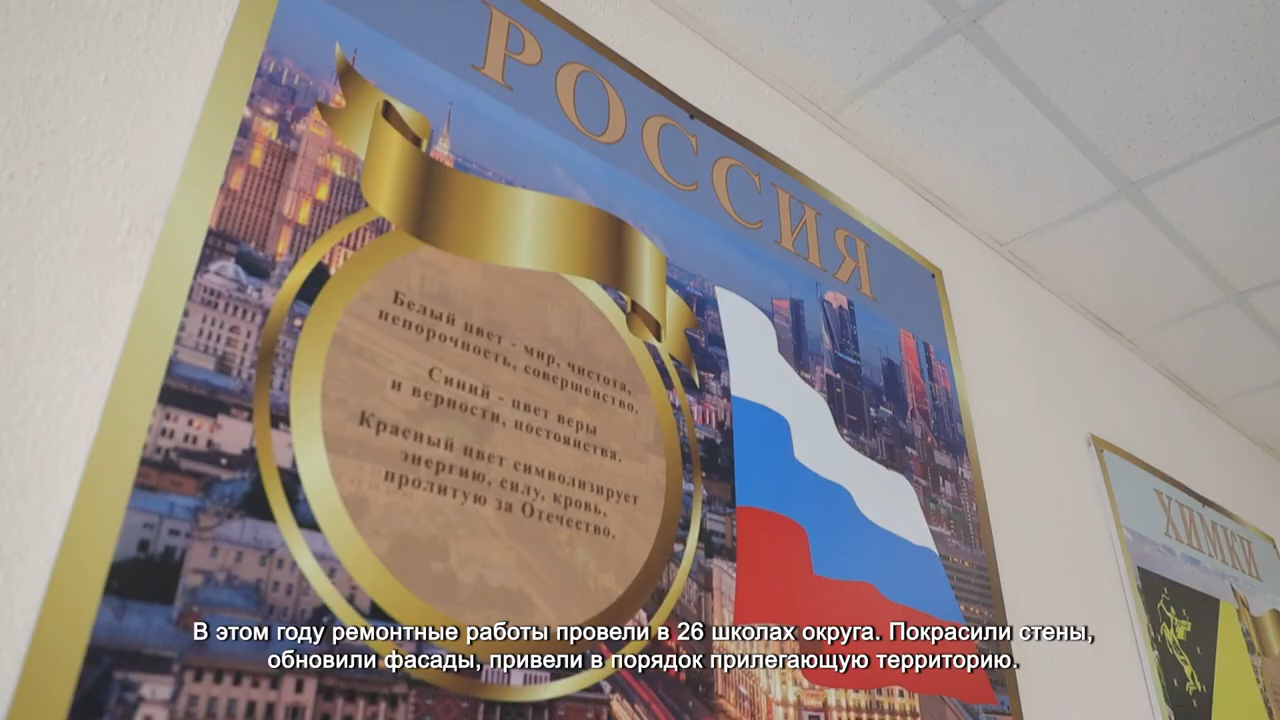 РОССИЯ
Белый цвет - мир, чистота,
непорочность, совершенство.
Синий - цвет веры
и верности, постоянства.
Красный цвет символизирует
энергию, силу, кровь,
пролитую за Отечество.
ХИМКИ
В этом году ремонтные работы провели в 26 школах округа. Покрасили стены,
обновили фасады, привели в порядок прилегающую территорию.